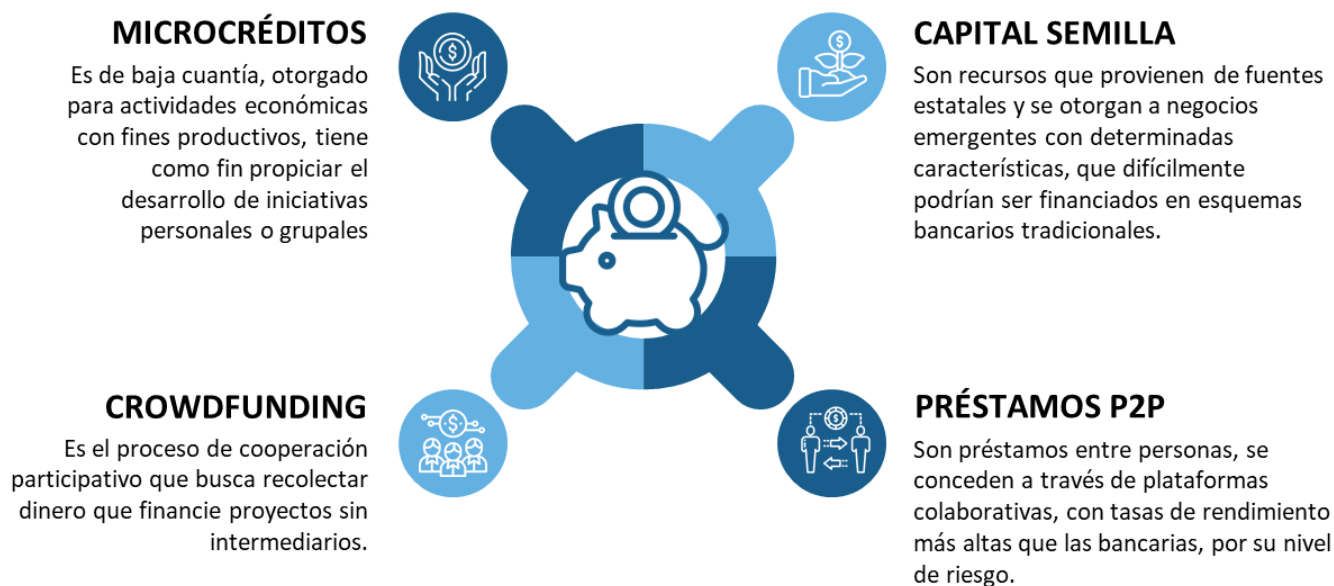 MICROCRÉDITOS
Es de baja cuantía, otorgado
para actividades económicas
con fines productivos, tiene
como fin propiciar el
desarrollo de iniciativas
personales o grupales
CAPITAL SEMILLA
Son recursos que provienen de fuentes
estatales y se otorgan a negocios
emergentes con determinadas
características, que difícilmente
podrían ser financiados en esquemas
bancarios tradicionales.
CROWDFUNDING
Es el proceso de cooperación
participativo que busca recolectar
dinero que financie proyectos sin
intermediarios.
PRÉSTAMOS P2P
Son préstamos entre personas, se
conceden a través de plataformas
colaborativas, con tasas de rendimiento
más altas que las bancarias, por su nivel
de riesgo.